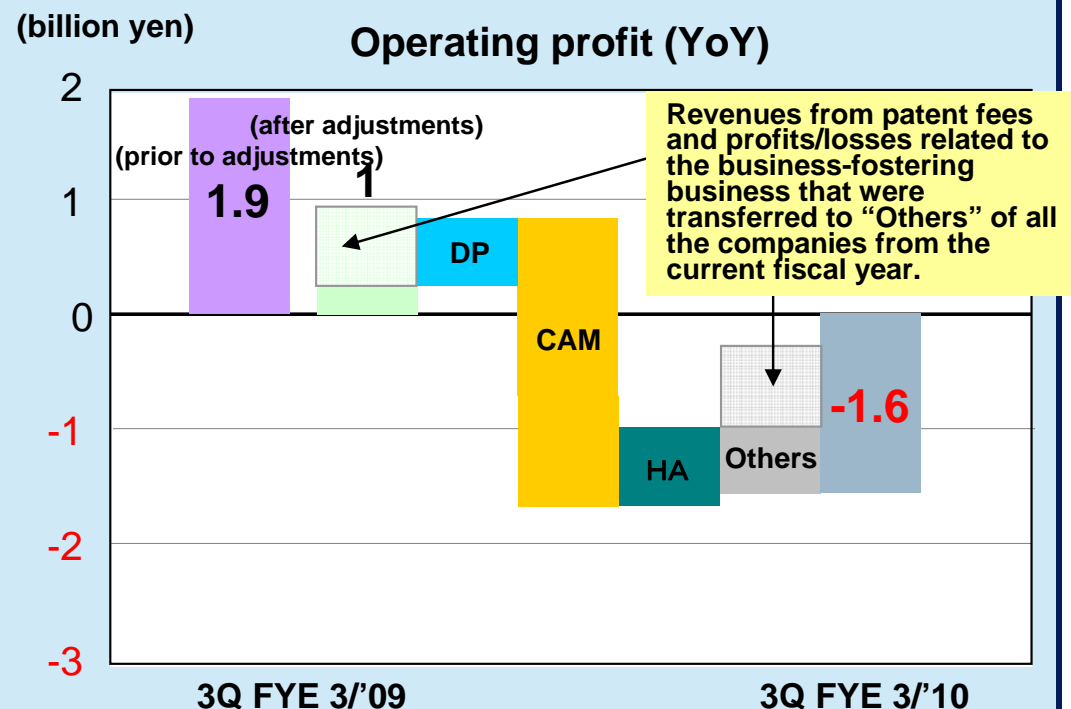 (billion yen)
Operating profit (YoY)
2
1
0
-1
-2
-3
(after adjustments)
(prior to adjustments)
1.9
1
DP
CAM
HA
Others
-1.6
Revenues from patent fees
and profits/losses related to
the business-fostering
business that were
transferred to “Others” of all
the companies from the
current fiscal year.
3Q FYE 3/’09
3Q FYE 3/’10